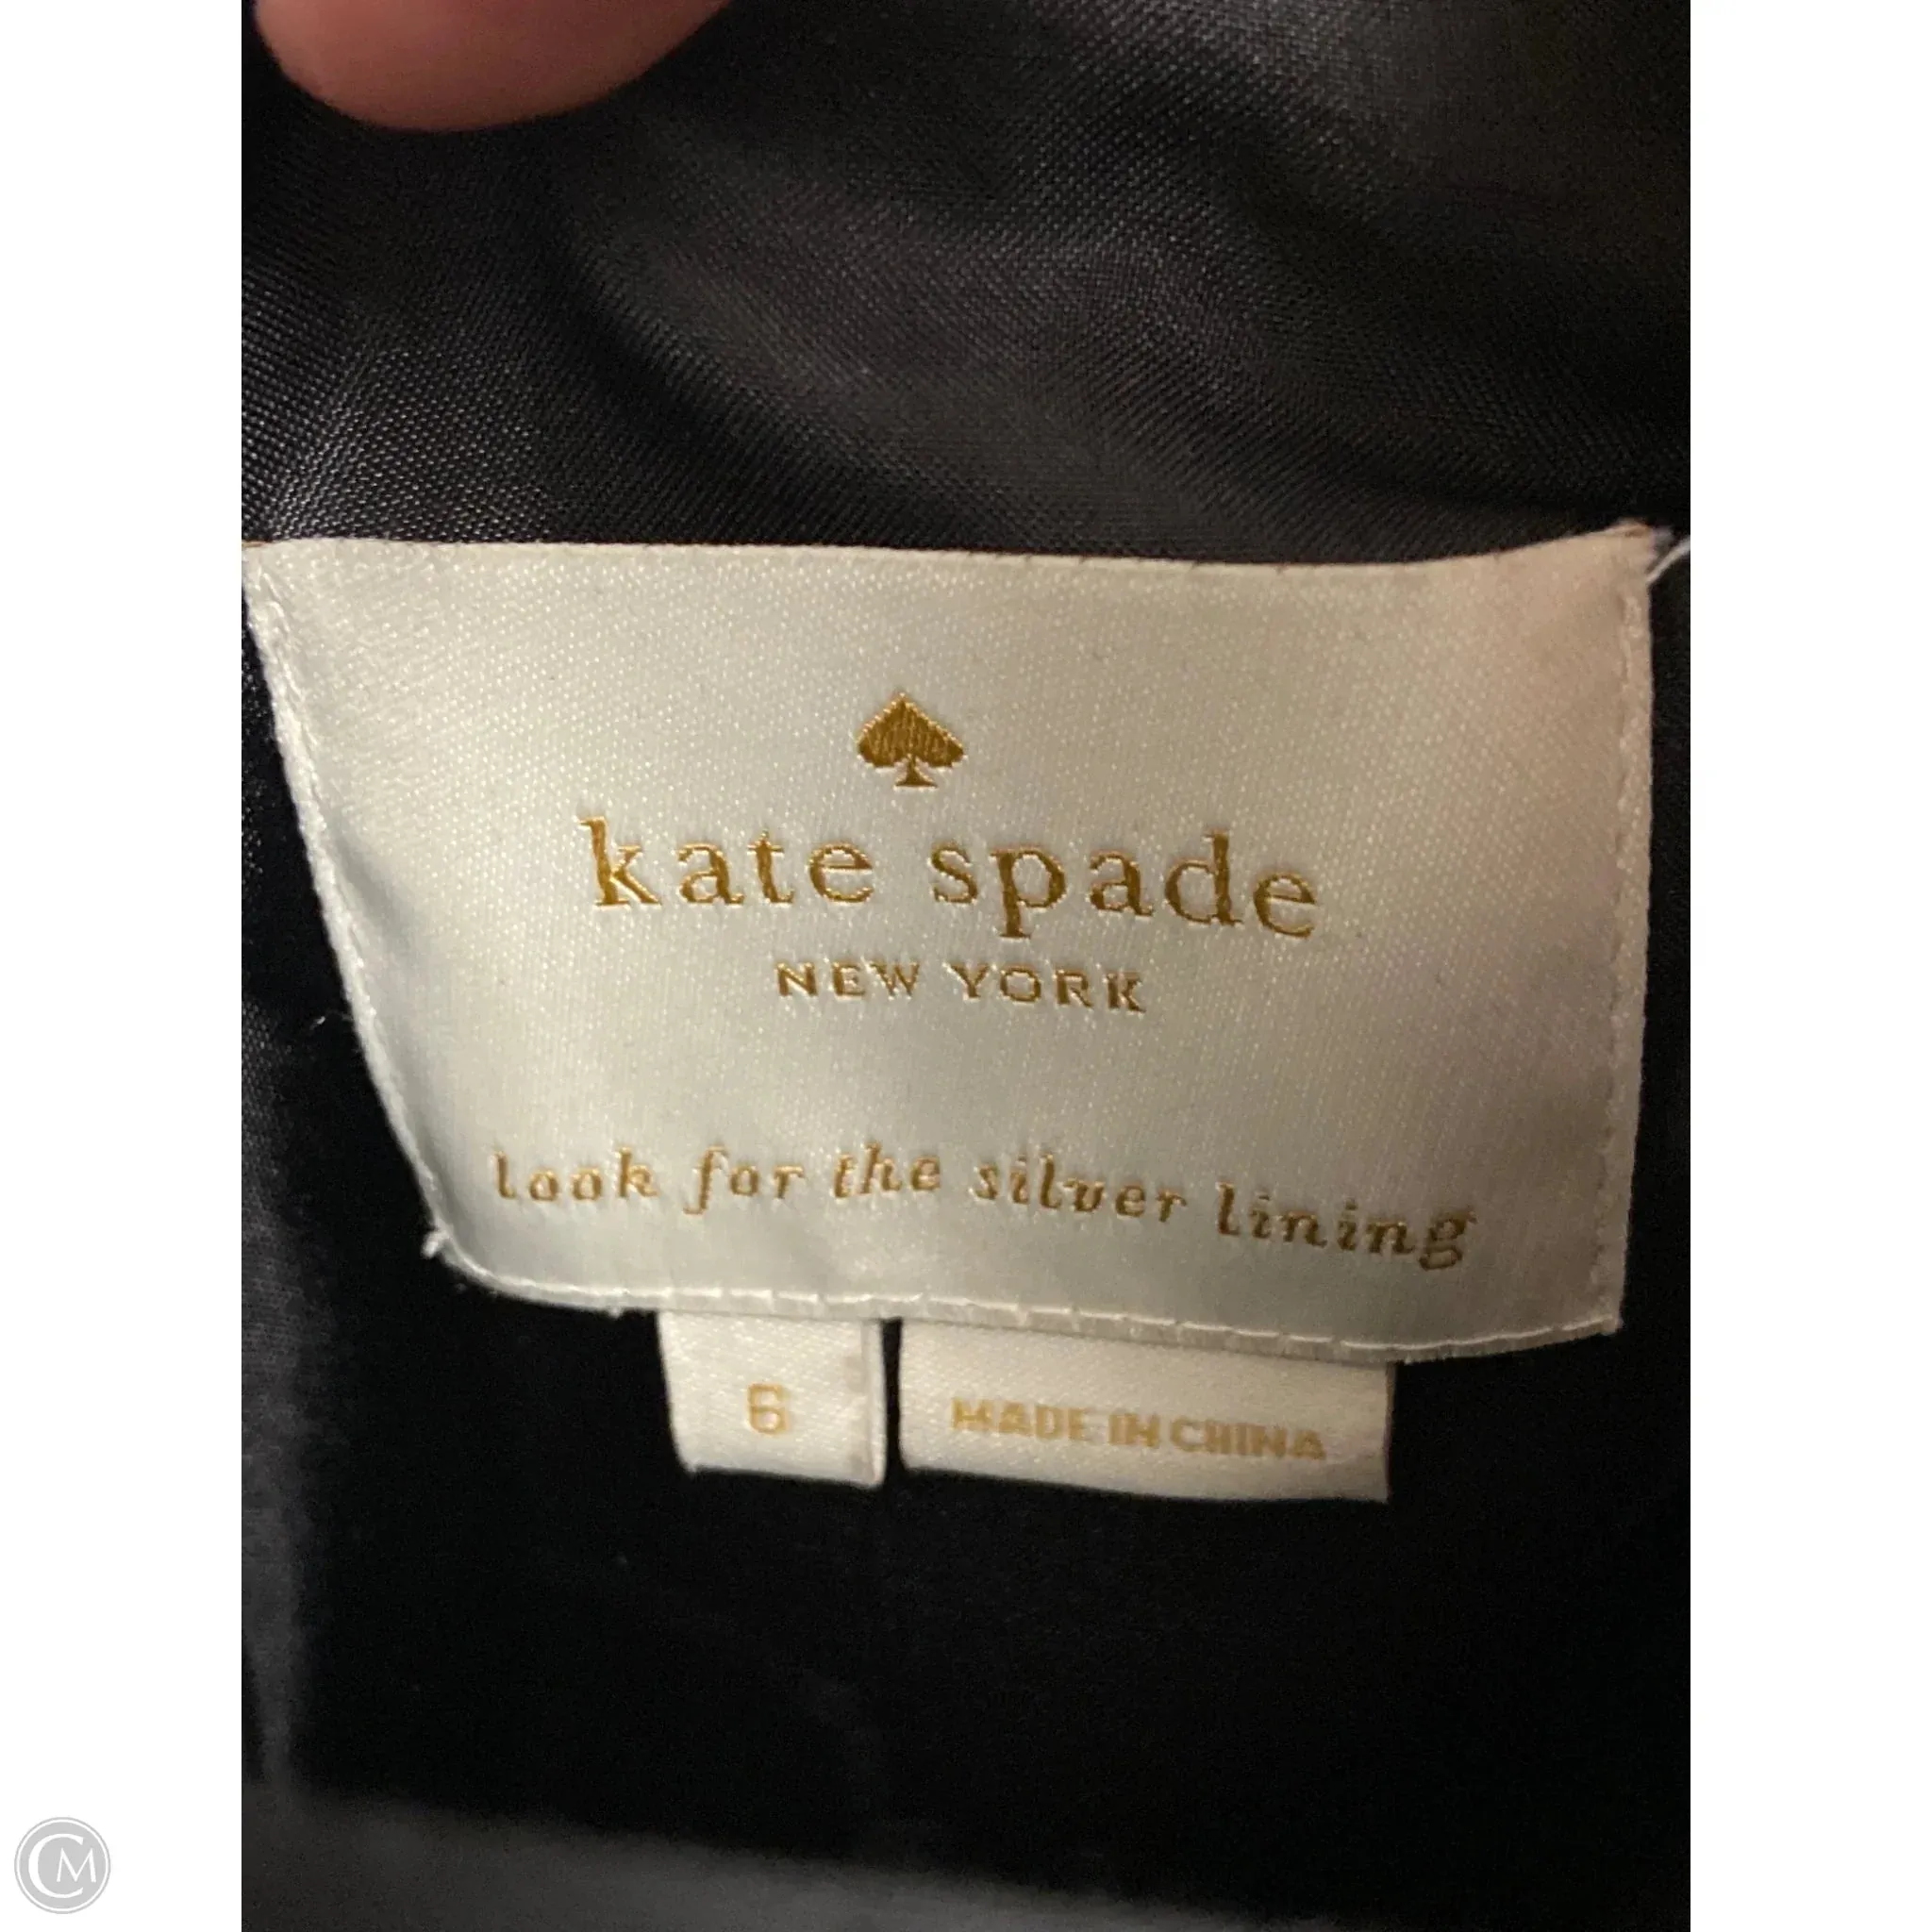 kate spade
NEW YORK
look for the silver lining
6
MADE IN CHINA
CM